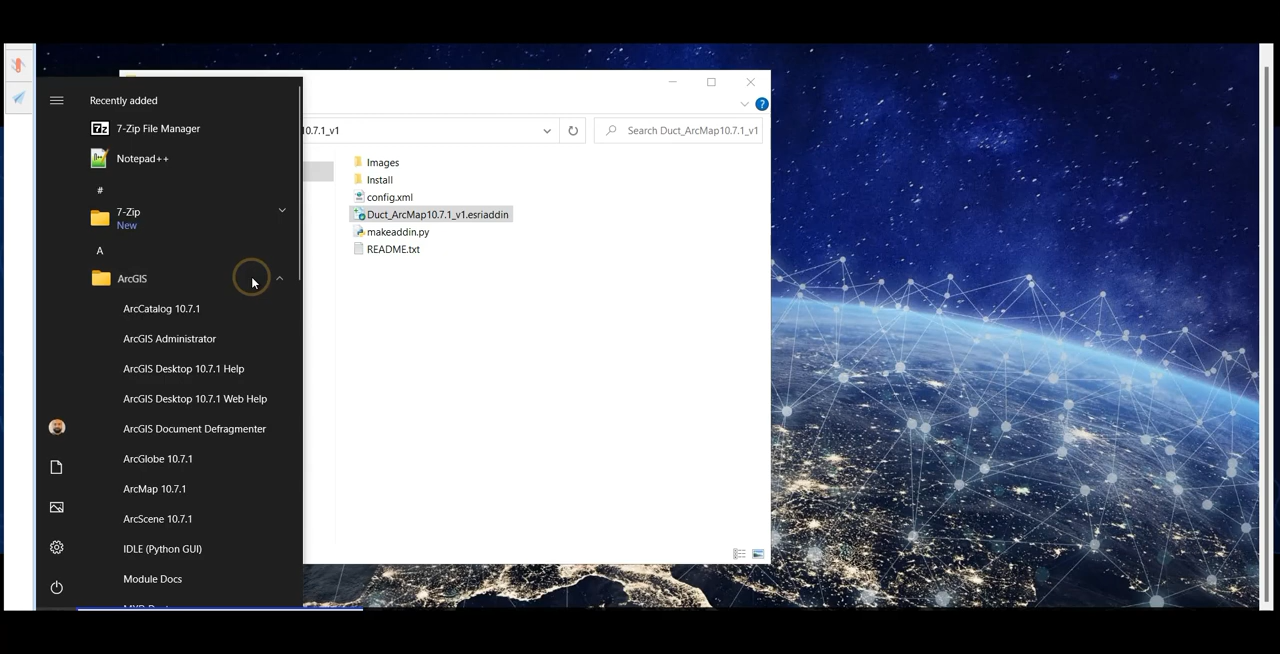 Recently added
7-Zip File Manager
Notepad++
#
7-Zip
New
A
ArcGIS
ArcCatalog 10.7.1
ArcGIS Administrator
ArcGIS Desktop 10.7.1 Help
ArcGIS Desktop 10.7.1 Web Help
ArcGIS Document Defragmenter
ArcGlobe 10.7.1
ArcMap 10.7.1
ArcScene 10.7.1
IDLE (Python GUI)
Module Docs
10.7.1_v1
Search Duct_ArcMap10.7.1_v1
Images
Install
config.xml
Duct_ArcMap10.7.1_v1.esriaddin
makeaddin.py
README.txt